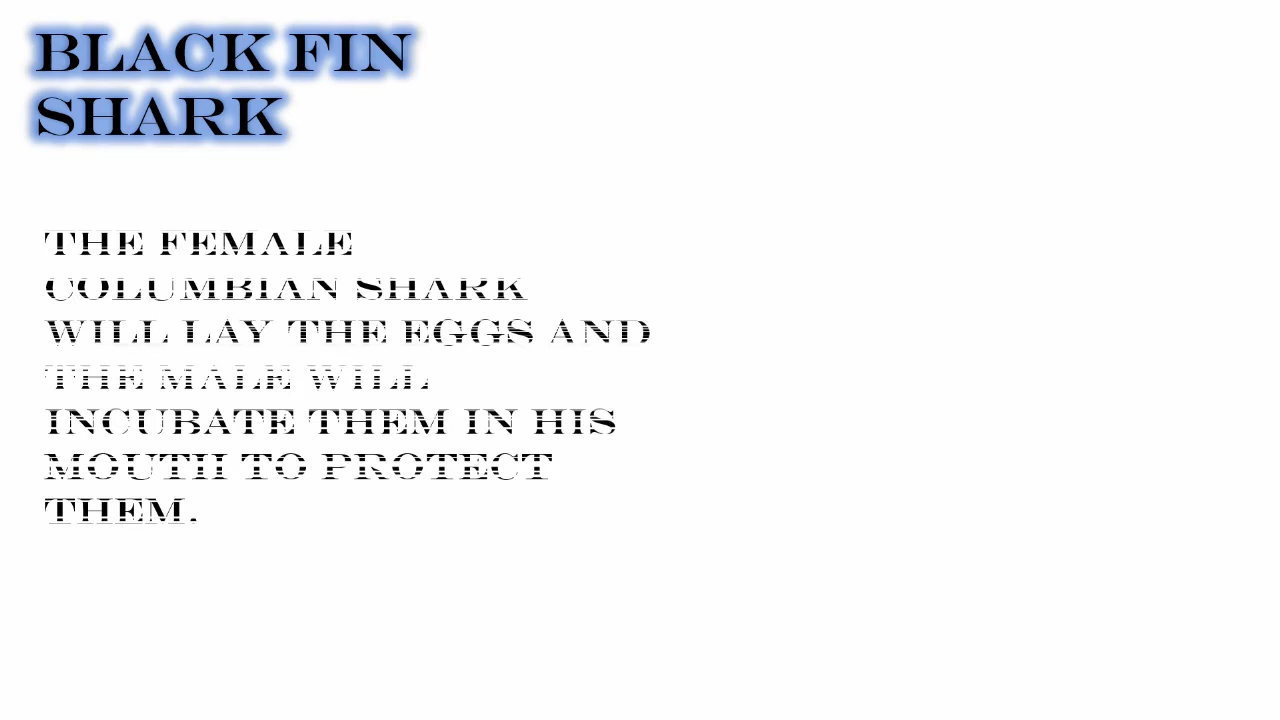 BLACK FIN
SHARK
THE FEMALE
COLUMBIAN SHARK
WILL LAY THE EGGS AND
THE MALE WILL
INCUBATE THEM IN HIS
MOUTH TO PROTECT
THEM.